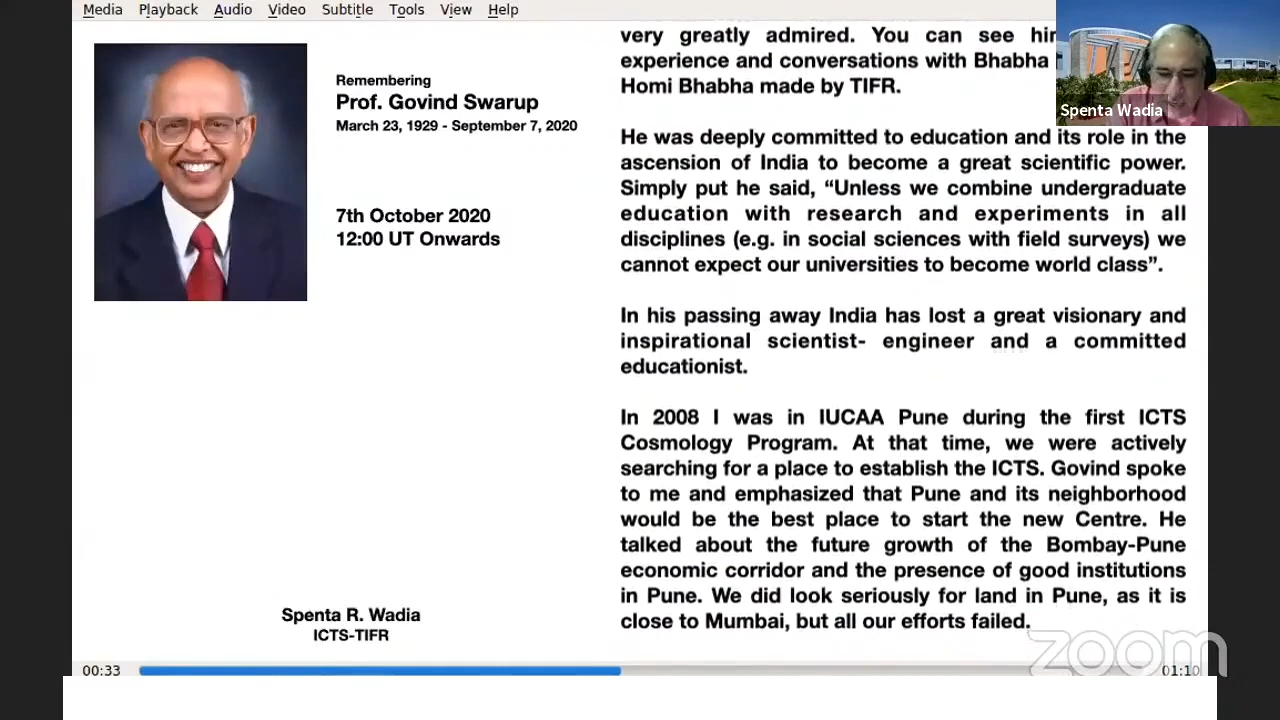 Media Playback Audio Video Subtitle Tools View Help
Remembering
Prof. Govind Swarup
March 23, 1929 - September 7, 2020
7th October 2020
12:00 UT Onwards
Spenta R. Wadia
ICTS-TIFR
very greatly admired. You can see
experience and conversations with Bhabha
Homi Bhabha made by TIFR.
He was deeply committed to education and its role in the
ascension of India to become a great scientific power.
Simply put he said, “Unless we combine undergraduate
education with research and experiments in all
disciplines (e.g. in social sciences with field surveys) we
cannot expect our universities to become world class”.
In his passing away India has lost a great visionary and
inspirational scientist- engineer and a committed
educationist.
In 2008 I was in IUCAA Pune during the first ICTS
Cosmology Program. At that time, we were actively
searching for a place to establish the ICTS. Govind spoke
to me and emphasized that Pune and its neighborhood
would be the best place to start the new Centre. He
talked about the future growth of the Bombay-Pune
economic corridor and the presence of good institutions
in Pune. We did look seriously for land in Pune, as it is
close to Mumbai, but all our efforts failed.
Spenta Wadia
zoom
00:33
01:10